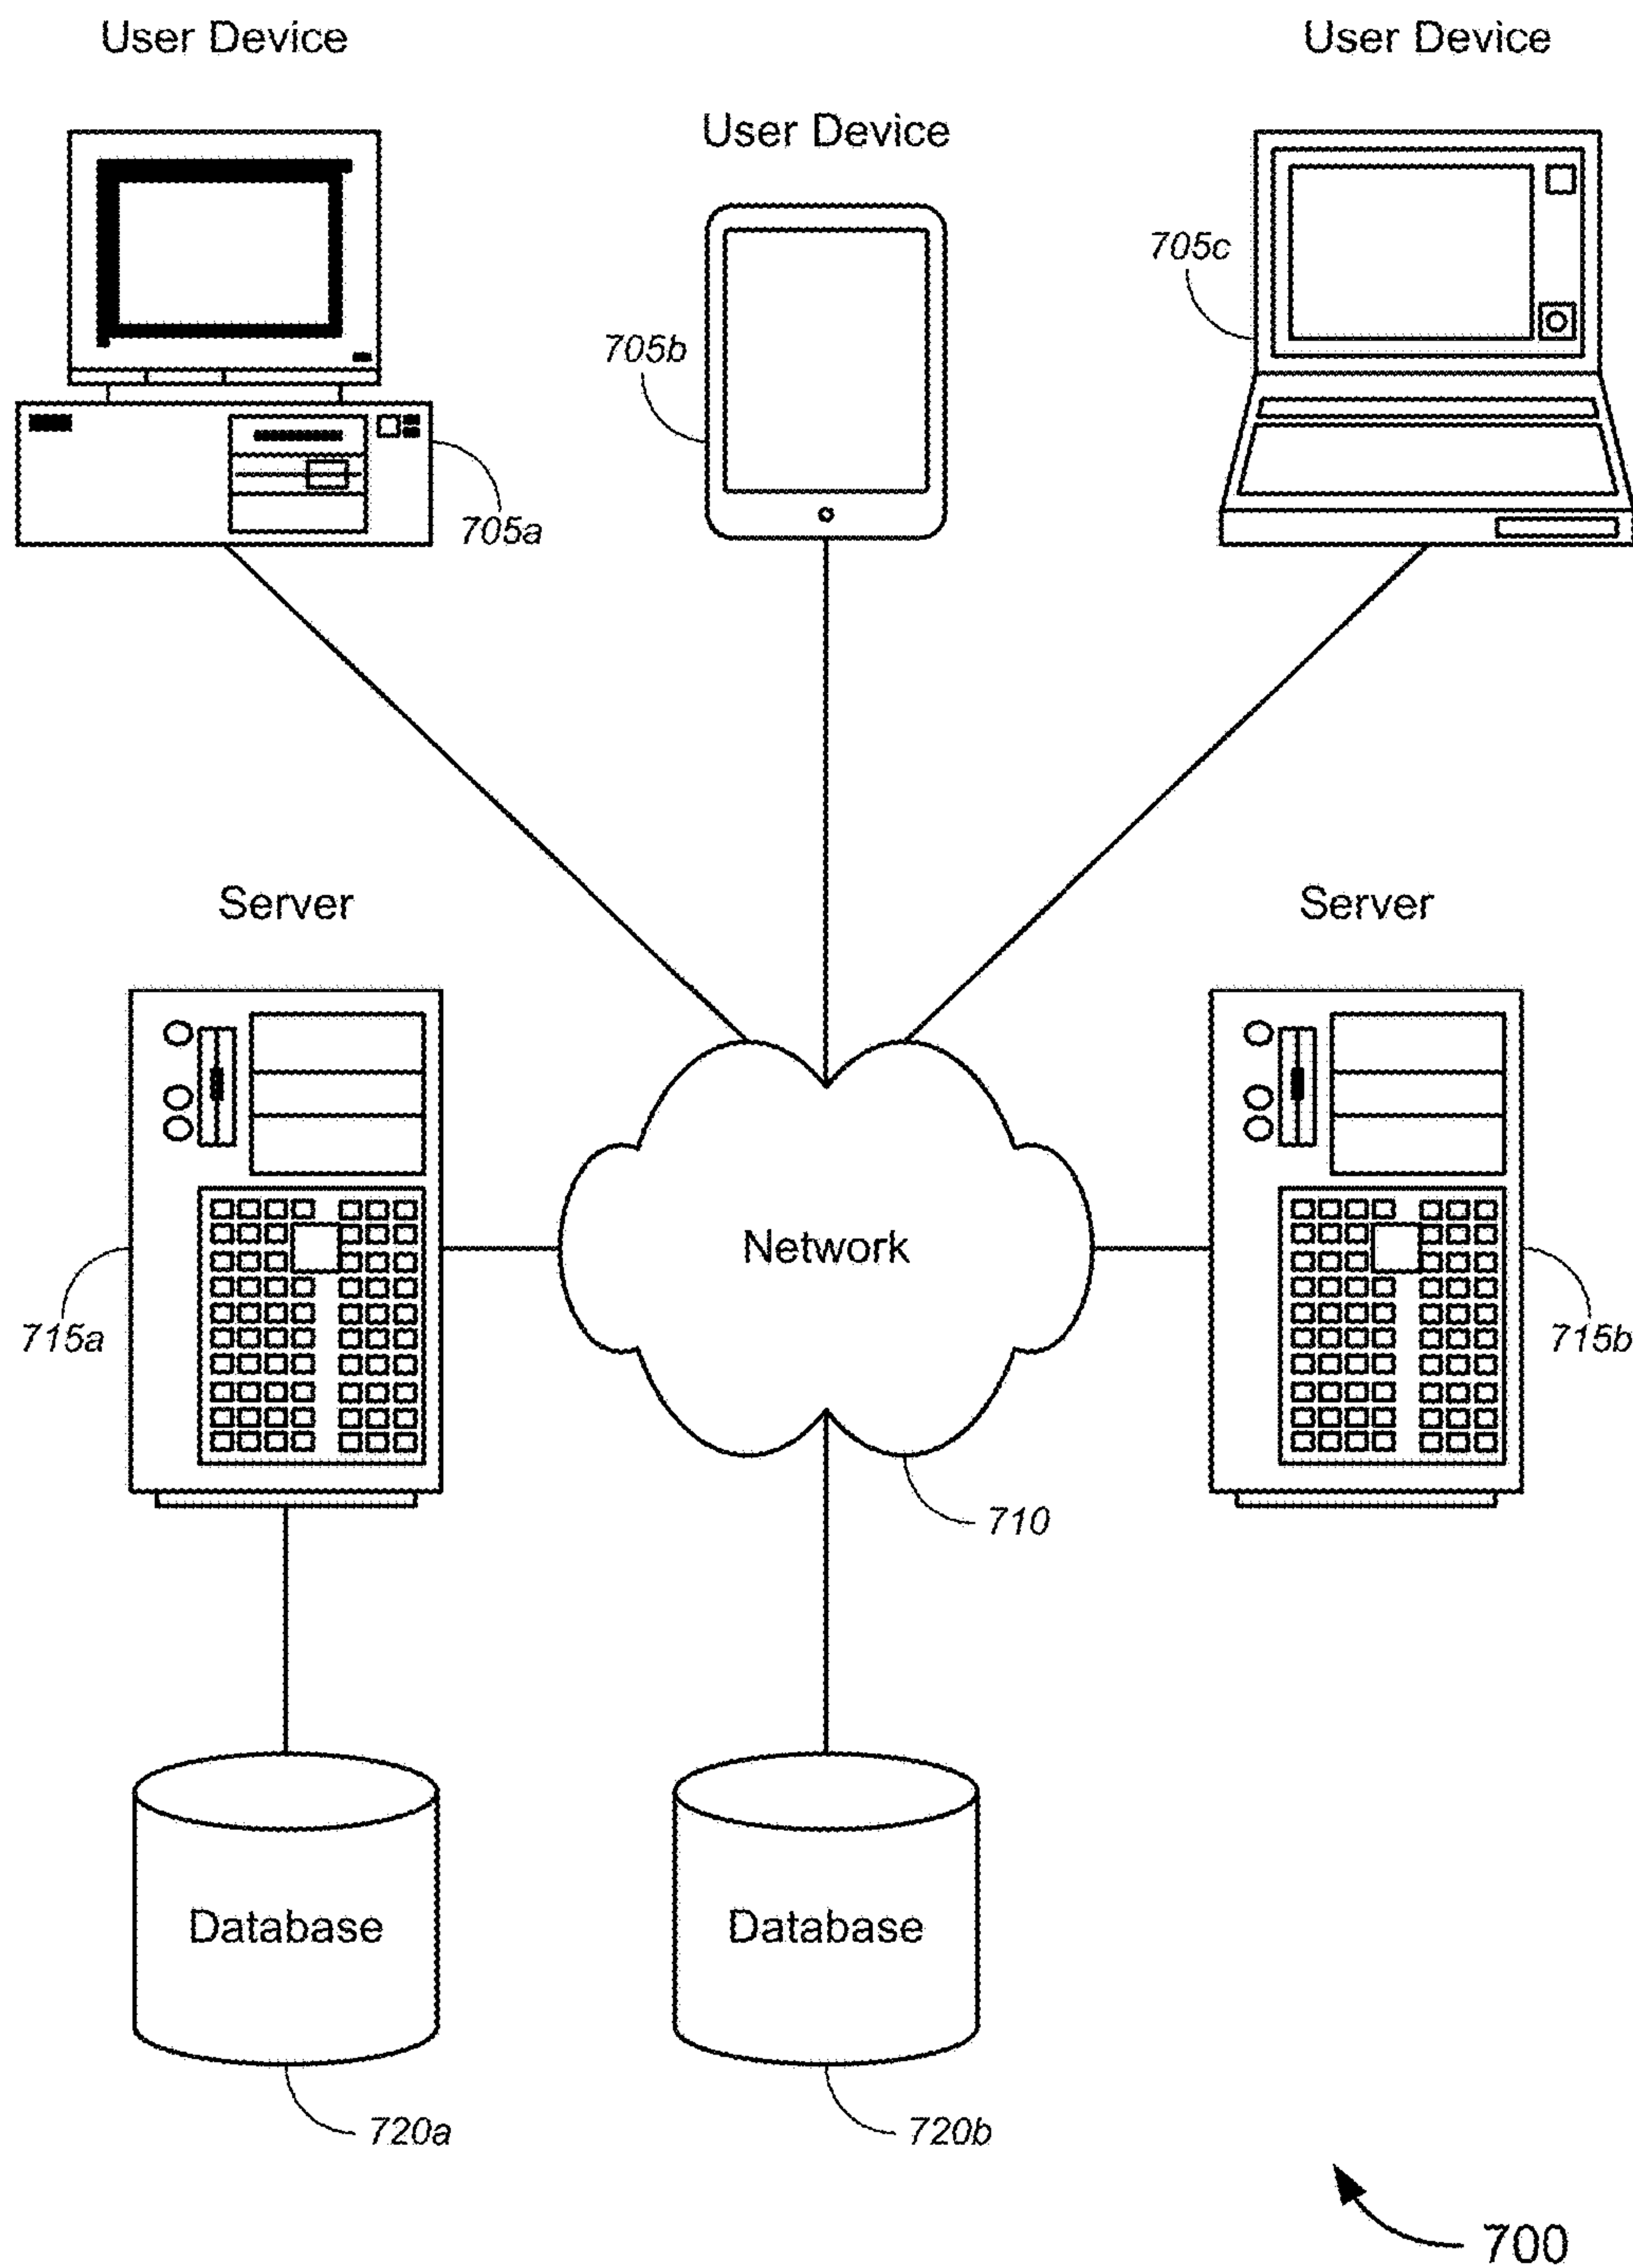 User Device
User Device
User Device
705a
705b
705c
Server
Server
Network
715a
715b
710
Database
Database
720a
720b
700